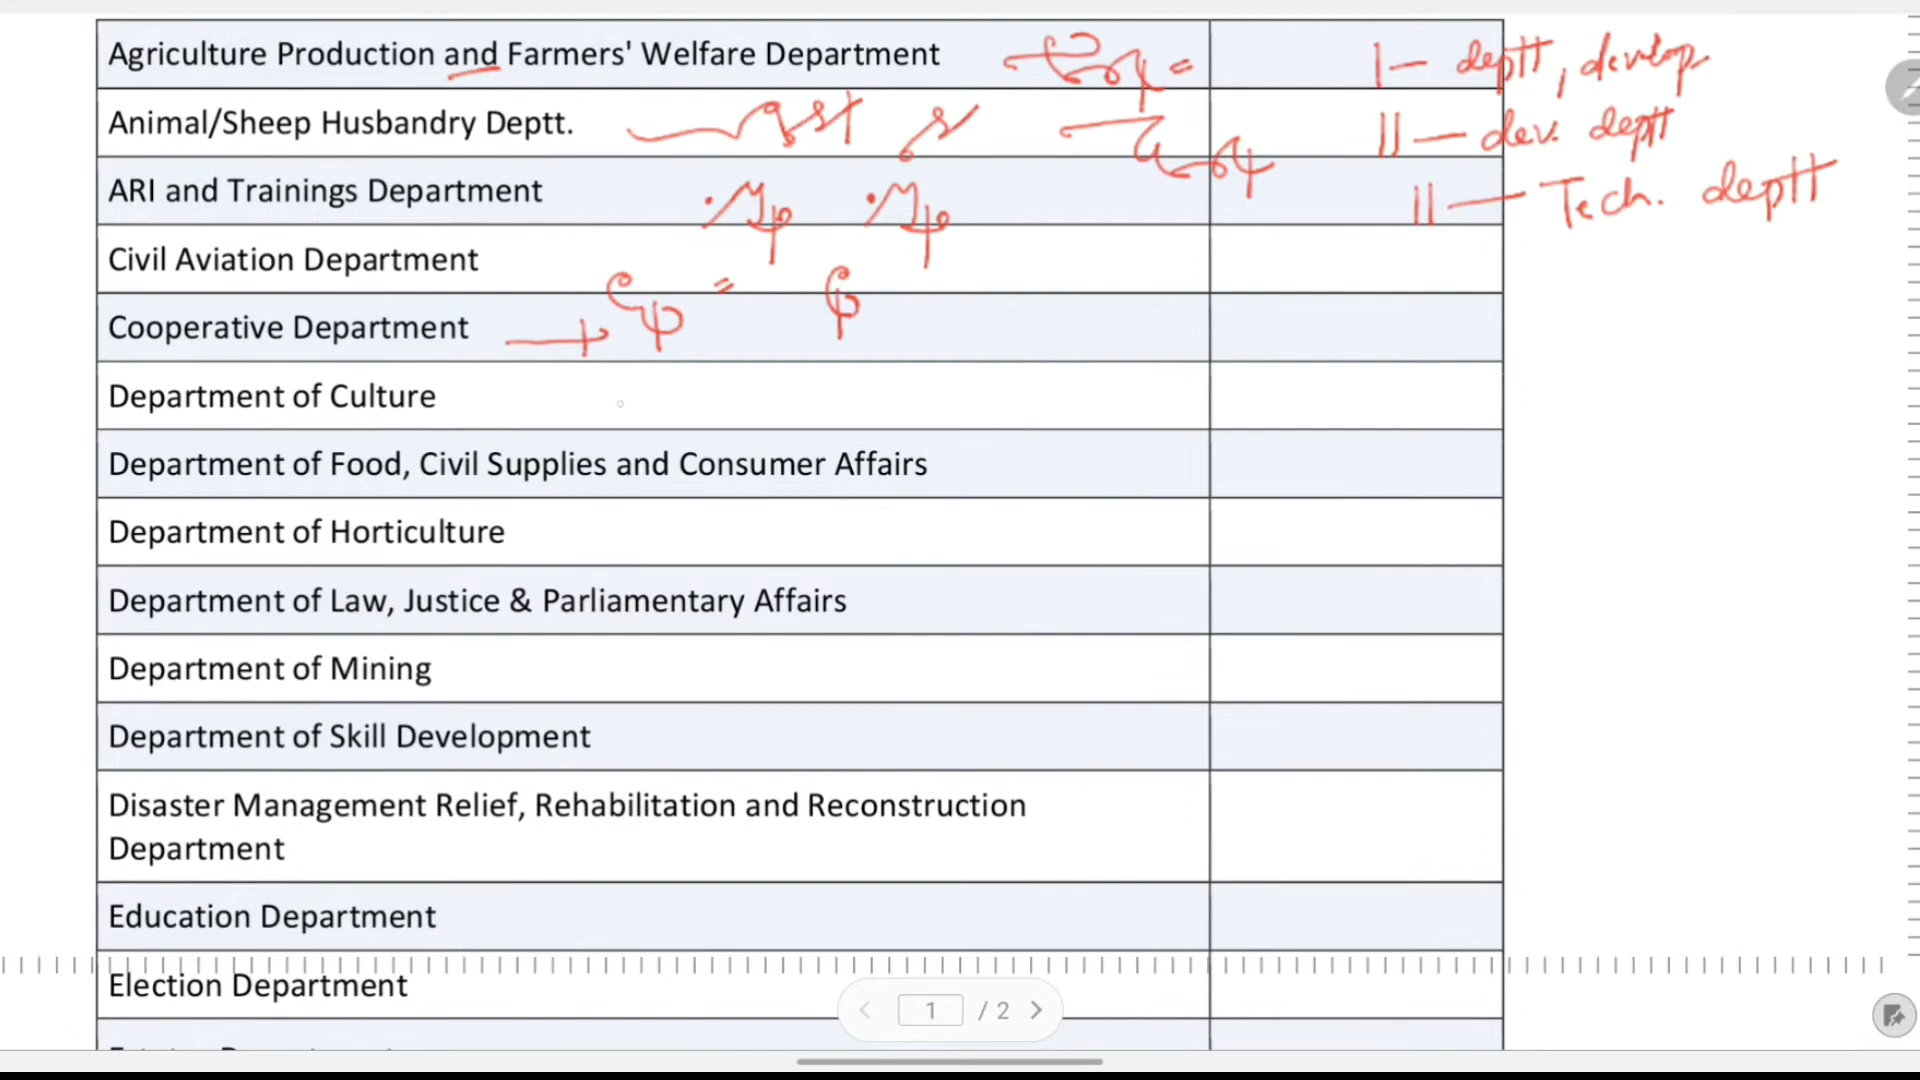 Agriculture Production and Farmers' Welfare Department
| — deptt, develop.
Animal/Sheep Husbandry Deptt.
|| — dev. deptt
ARI and Trainings Department
|| — Tech. deptt
Civil Aviation Department
Cooperative Department
Department of Culture
Department of Food, Civil Supplies and Consumer Affairs
Department of Horticulture
Department of Law, Justice & Parliamentary Affairs
Department of Mining
Department of Skill Development
Disaster Management Relief, Rehabilitation and Reconstruction
Department
Education Department
Election Department
1 / 2